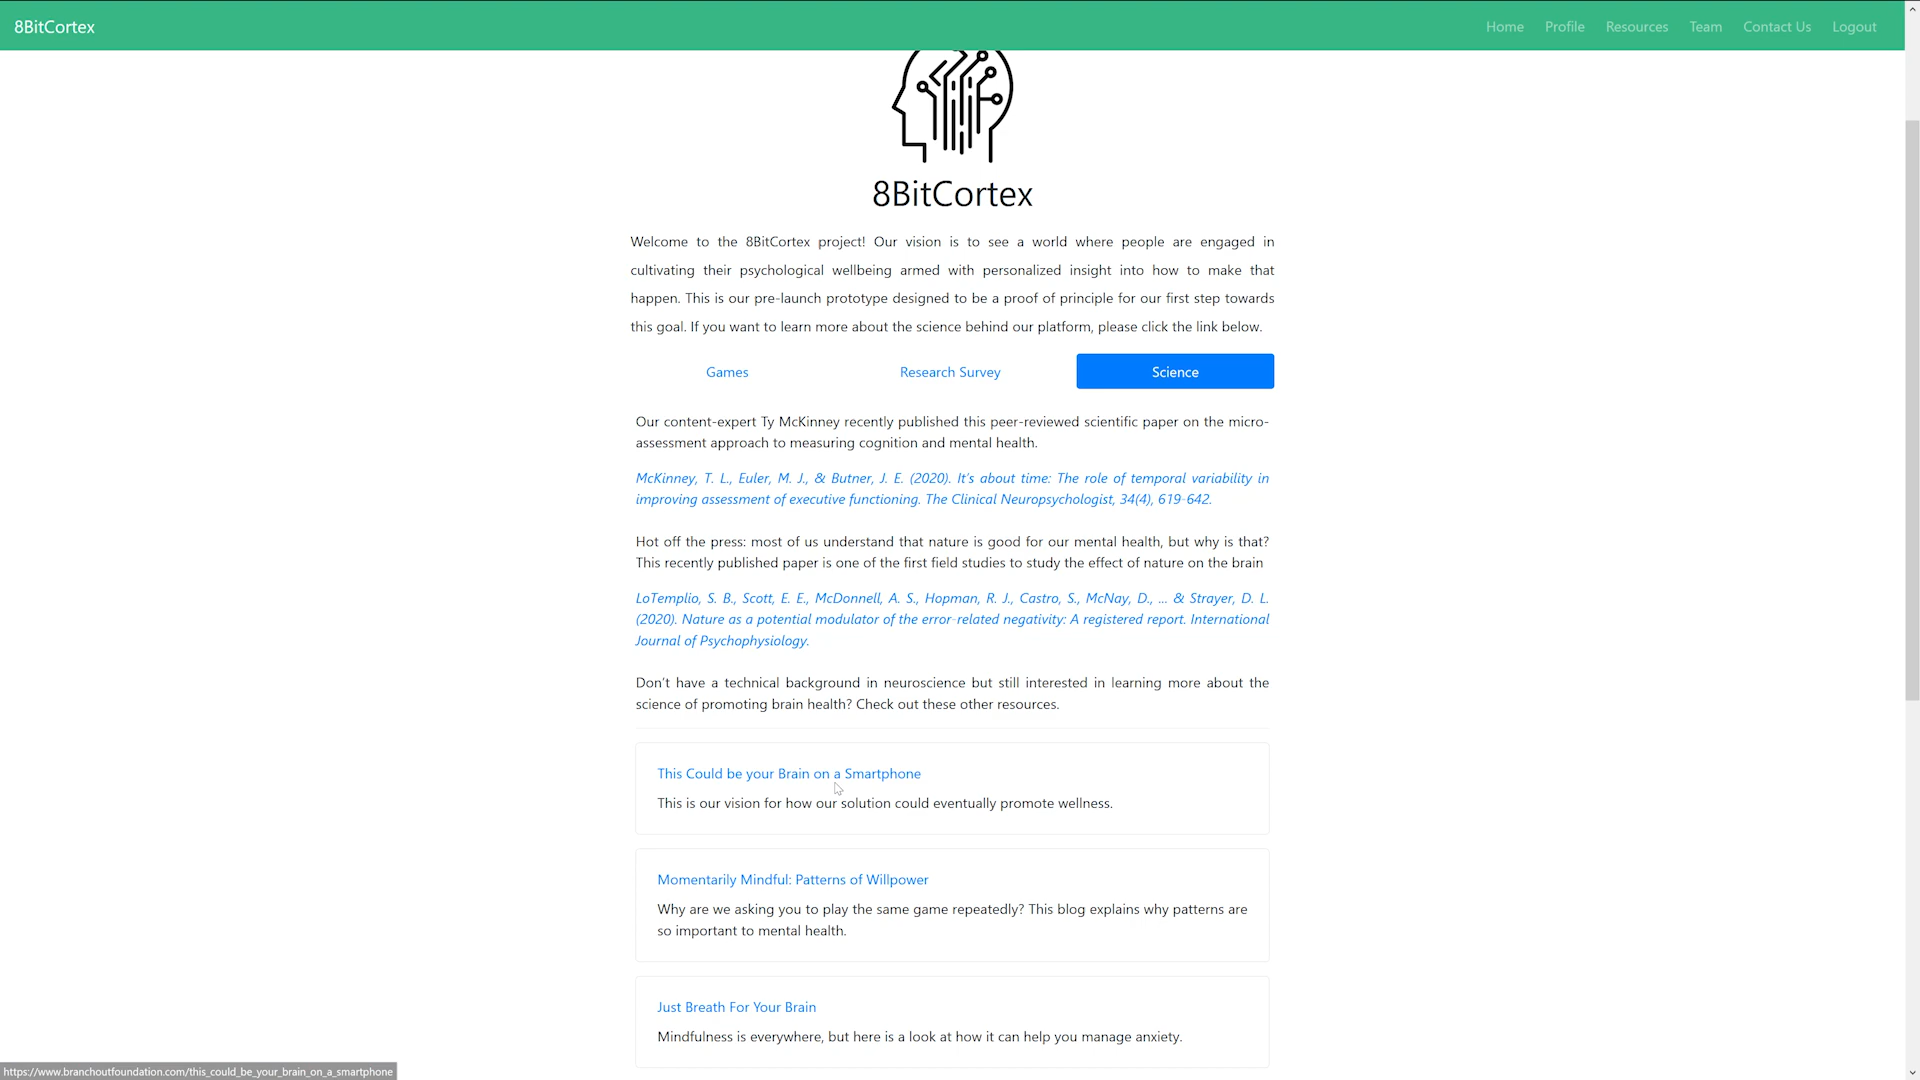 8BitCortex
Home Profile Resources Team Contact Us Logout
8BitCortex
Welcome to the 8BitCortex project! Our vision is to see a world where people are engaged in
cultivating their psychological wellbeing armed with personalized insight into how to make that
happen. This is our pre-launch prototype designed to be a proof of principle for our first step towards
this goal. If you want to learn more about the science behind our platform, please click the link below.
Games Research Survey Science
Our content-expert Ty McKinney recently published this peer-reviewed scientific paper on the micro-
assessment approach to measuring cognition and mental health.
McKinney, T. L., Euler, M. J., & Butner, J. E. (2020). It's about time: The role of temporal variability in
improving assessment of executive functioning. The Clinical Neuropsychologist, 34(4), 619-642.
Hot off the press: most of us understand that nature is good for our mental health, but why is that?
This recently published paper is one of the first field studies to study the effect of nature on the brain
LoTemplio, S. B., Scott, E. E., McDonnell, A. S., Hopman, R. J., Castro, S., McNay, D., ... & Strayer, D. L.
(2020). Nature as a potential modulator of the error-related negativity: A registered report. International
Journal of Psychophysiology.
Don't have a technical background in neuroscience but still interested in learning more about the
science of promoting brain health? Check out these other resources.
This Could be your Brain on a Smartphone
This is our vision for how our solution could eventually promote wellness.
Momentarily Mindful: Patterns of Willpower
Why are we asking you to play the same game repeatedly? This blog explains why patterns are
so important to mental health.
Just Breath For Your Brain
Mindfulness is everywhere, but here is a look at how it can help you manage anxiety.
https://www.branchoutfoundation.com/this_could_be_your_brain_on_a_smartphone